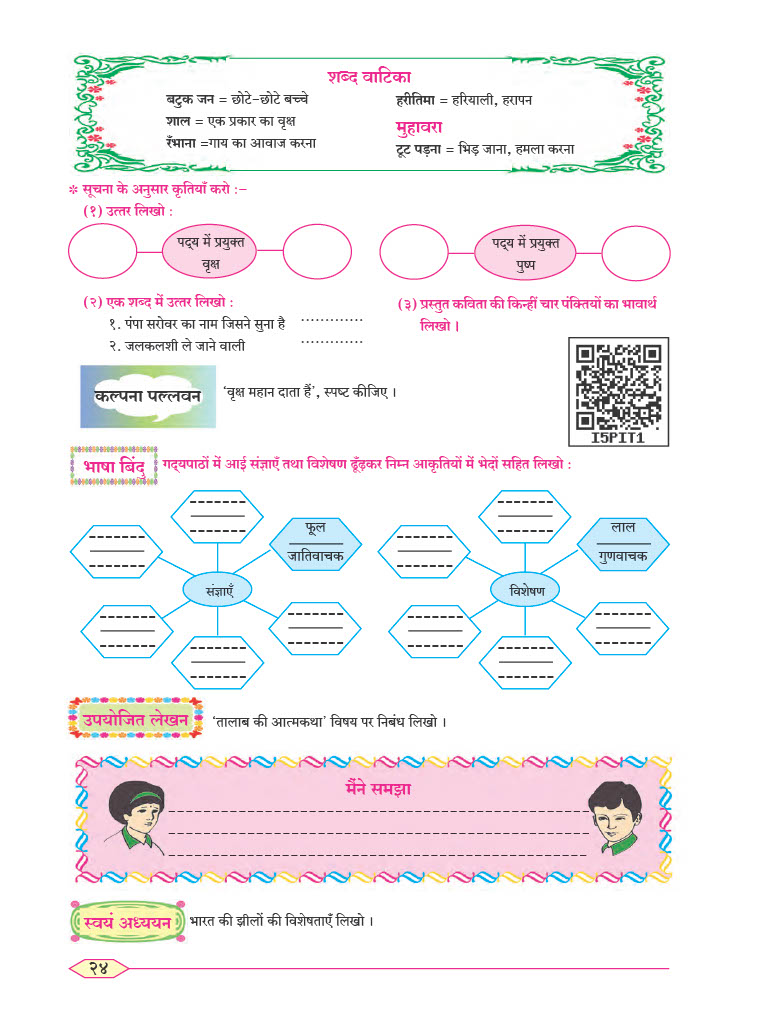 शब्द वाटिका
बटुक जन = छोटे-छोटे बच्चे
शाल = एक प्रकार का वृक्ष
रँभाना =गाय का आवाज करना
हरीतिमा = हरियाली, हरापन
मुहावरा
टूट पड़ना = भिड़ जाना, हमला करना
* सूचना के अनुसार कृतियाँ करो :-
(१) उत्तर लिखो :
पद्य में प्रयुक्त
वृक्ष
पद्य में प्रयुक्त
पुष्प
(२) एक शब्द में उत्तर लिखो :
१. पंपा सरोवर का नाम जिसने सुना है .............
२. जलकलशी ले जाने वाली .............
(३) प्रस्तुत कविता की किन्हीं चार पंक्तियों का भावार्थ
लिखो ।
I5PIT1
कल्पना पल्लवन
‘वृक्ष महान दाता हैं’, स्पष्ट कीजिए ।
भाषा बिंदु
गद्यपाठों में आई संज्ञाएँ तथा विशेषण ढूँढ़कर निम्न आकृतियों में भेदों सहित लिखो :
फूल
जातिवाचक
संज्ञाएँ
लाल
गुणवाचक
विशेषण
उपयोजित लेखन
‘तालाब की आत्मकथा’ विषय पर निबंध लिखो ।
मैंने समझा
स्वयं अध्ययन
भारत की झीलों की विशेषताएँ लिखो ।
२४